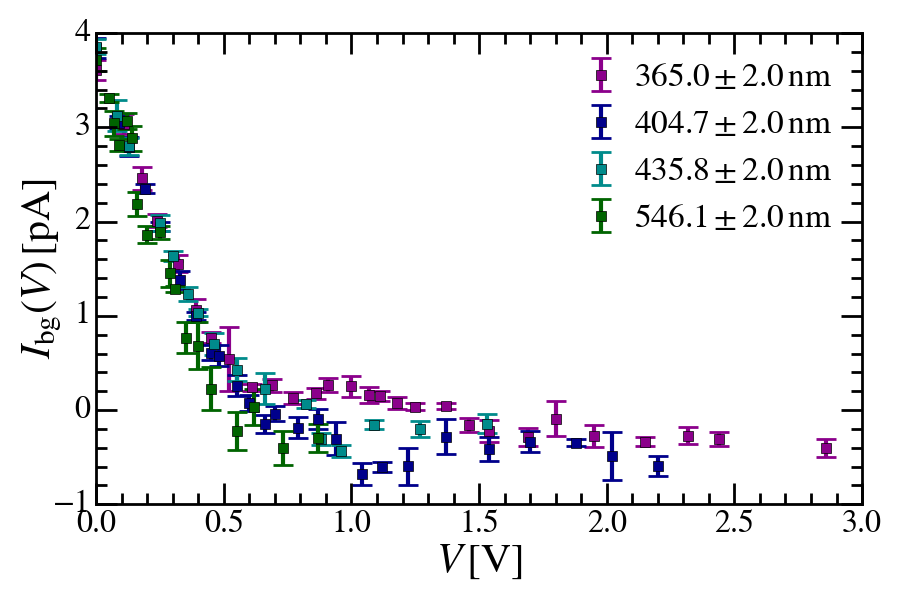 4
3
2
1
0
−1
I_bg(V) [pA]
365.0 ± 2.0 nm
404.7 ± 2.0 nm
435.8 ± 2.0 nm
546.1 ± 2.0 nm
0.0 0.5 1.0 1.5 2.0 2.5 3.0
V[V]